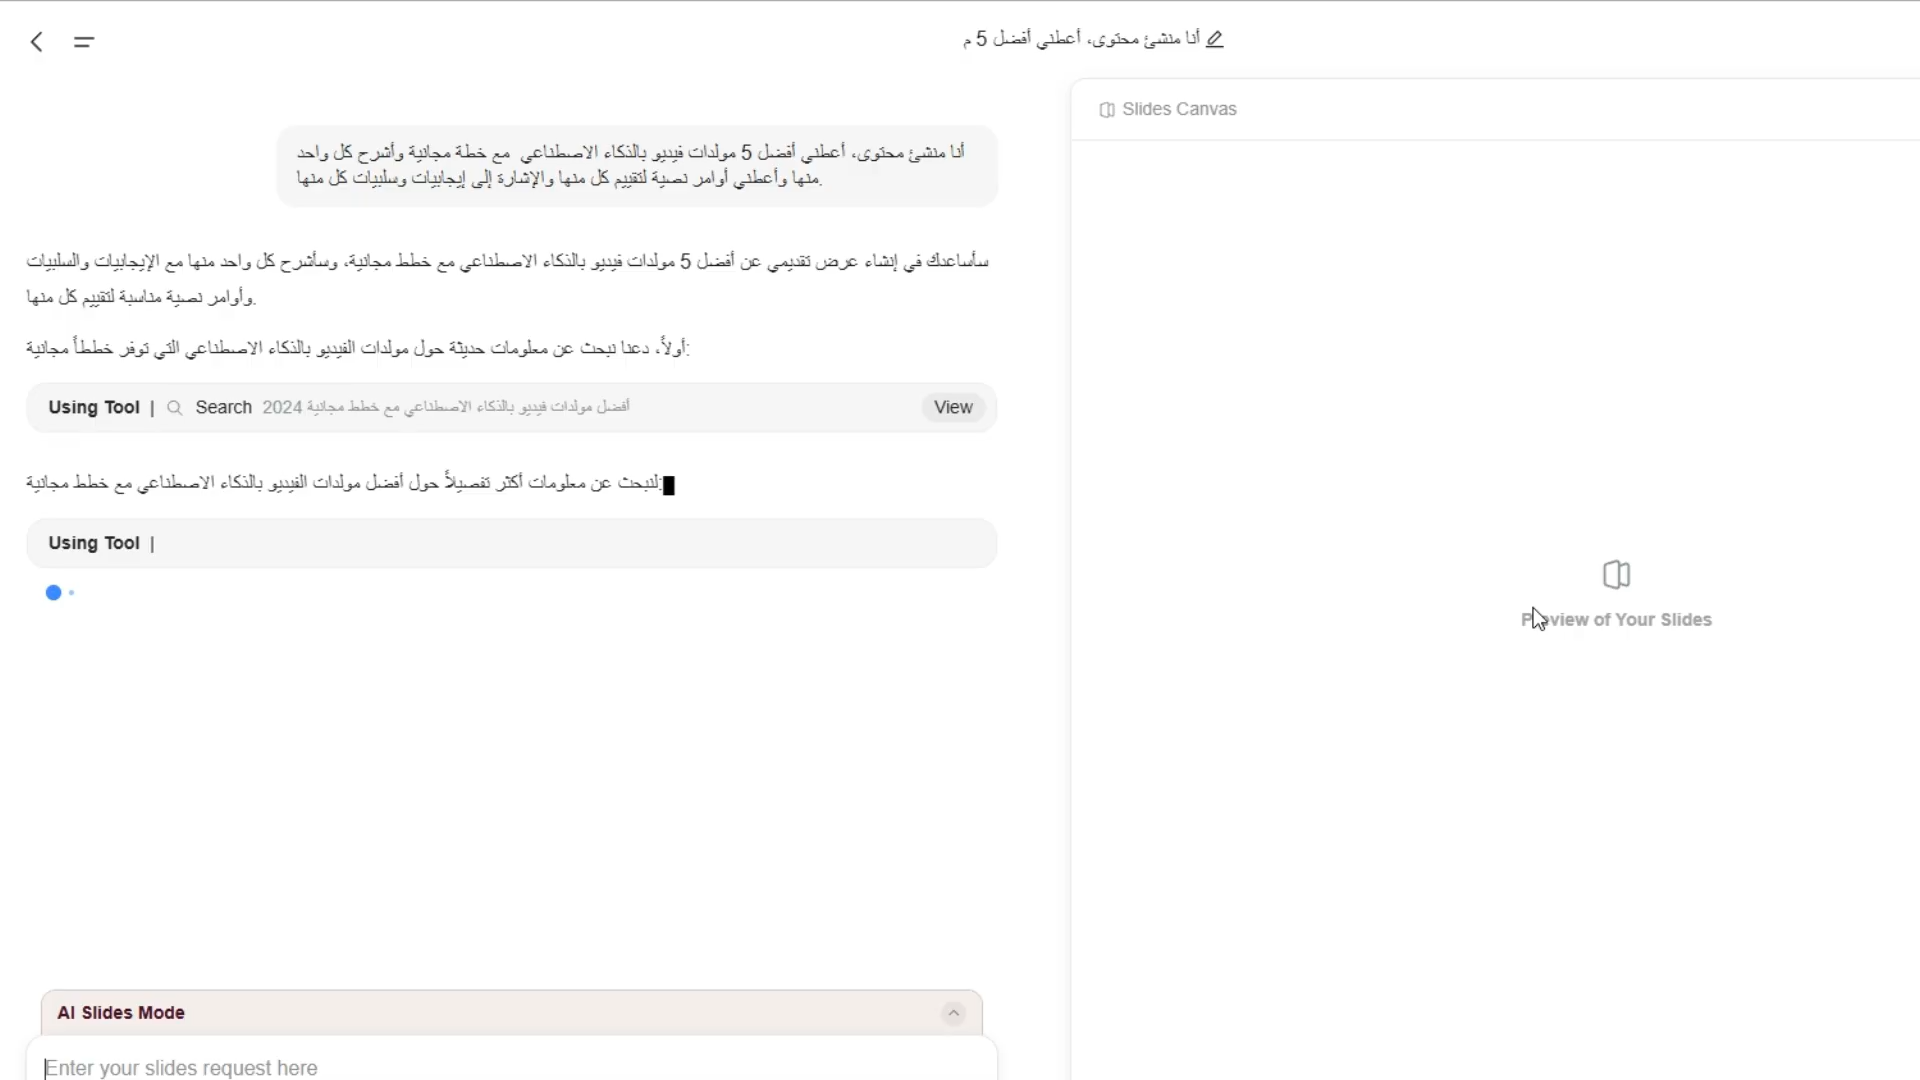 أنا منشئ محتوى، أعطني أفضل 5 م
أنا منشئ محتوى، أعطني أفضل 5 مولدات فيديو بالذكاء الاصطناعي مع خطة مجانية وأشرح كل واحد
منها وأعطني أوامر نصية لتقييم كل منها والإشارة إلى إيجابيات وسلبيات كل منها.
سأساعدك في إنشاء عرض تقديمي عن أفضل 5 مولدات فيديو بالذكاء الاصطناعي مع خطط مجانية، وسأشرح كل واحد منها مع الإيجابيات والسلبيات
وأوامر نصية مناسبة لتقييم كل منها.
أولاً، دعنا نبحث عن معلومات حديثة حول مولدات الفيديو بالذكاء الاصطناعي التي توفر خططاً مجانية:
Using Tool | Search أفضل مولدات فيديو بالذكاء الاصطناعي مع خطط مجانية 2024 View
لنبحث عن معلومات أكثر تفصيلاً حول أفضل مولدات الفيديو بالذكاء الاصطناعي مع خطط مجانية:
Using Tool |
AI Slides Mode
Enter your slides request here
Slides Canvas
Preview of Your Slides